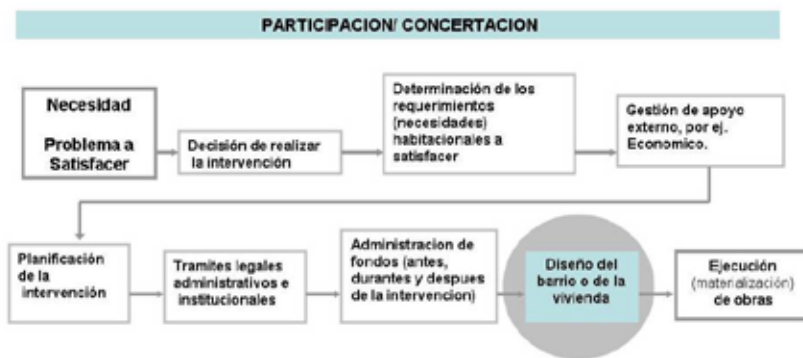 PARTICIPACION/ CONCERTACION
Necesidad
Problema a
Satisfacer
Decisión de realizar
la intervención
Determinación de los
requerimientos
(necesidades)
habitacionales a
satisfacer
Gestión de apoyo
externo, por ej.
Economico.
Planificación
de la
intervención
Tramites legales
administrativos e
institucionales
Administracion de
fondos (antes,
durantes y despues
de la intervencion)
Diseño del
barrio o de la
vivienda
Ejecución
(materialización)
de obras